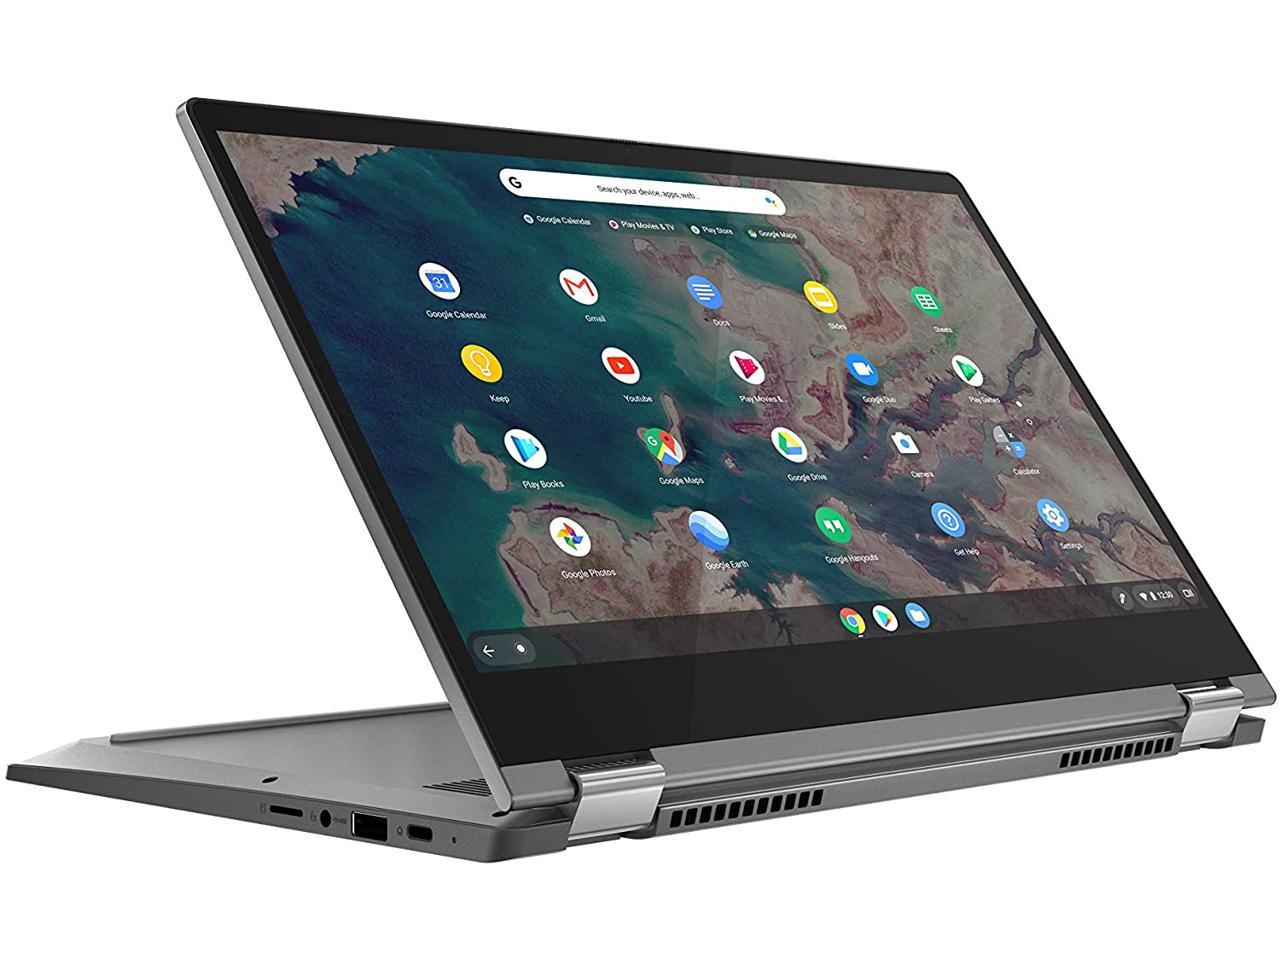 G Search your device, apps, web...
Google Calendar Play Movies & TV Play Store Google Maps
31
Google Calendar Gmail Docs Slides Sheets
Keep Youtube Play Movies &... Google Duo Play Games
Play Books Google Maps Google Drive Camera Calculator
Google Photos Google Earth Google Hangouts Get Help Settings
12:30